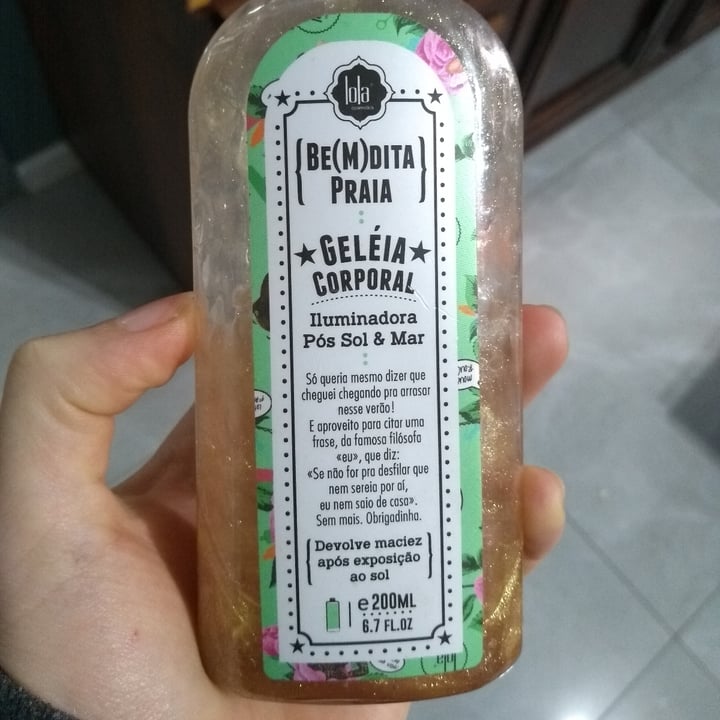 lola
cosmetics
BE(M)DITA
PRAIA
GELÉIA
CORPORAL
Iluminadora
Pós Sol & Mar
Só queria mesmo dizer que
cheguei chegando pra arrasar
nesse verão!
E aproveito para citar uma
frase, da famosa filósofa
«eu», que diz:
«Se não for pra desfilar que
nem sereia por aí,
eu nem saio de casa».
Sem mais. Obrigadinha.
Devolve maciez
após exposição
ao sol
e 200ML
6.7 FL.OZ
lola